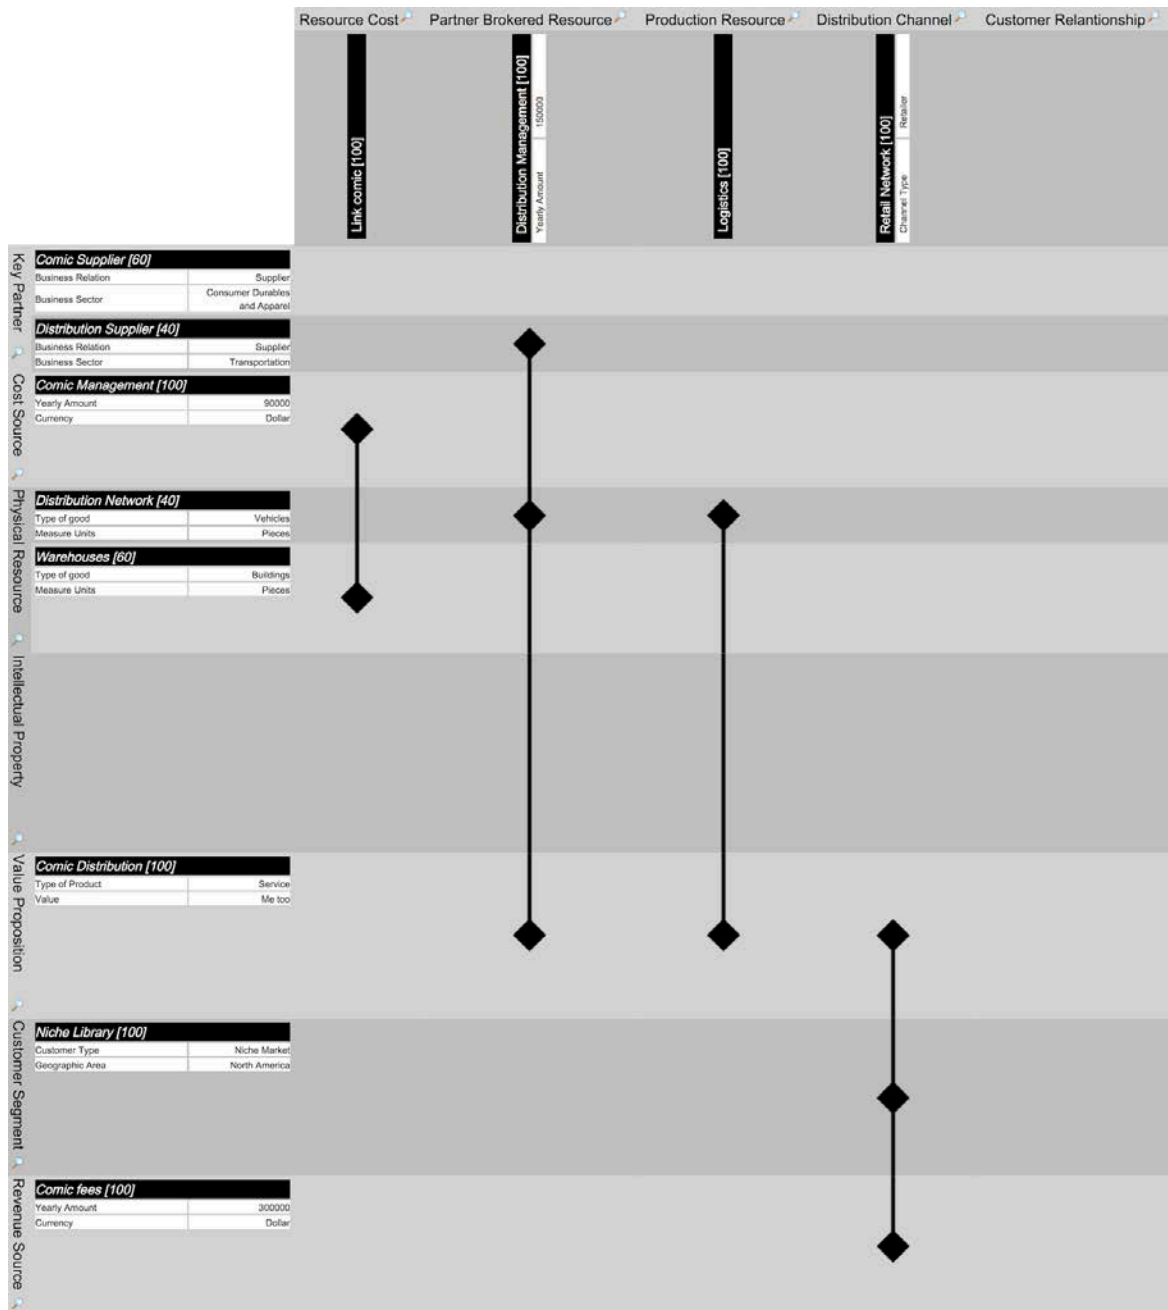 Resource Cost
Partner Brokered Resource
Production Resource
Distribution Channel
Customer Relantionship
Link comic [100]
Distribution Management [100]
Yearly Amount 150000
Logistics [100]
Retail Network [100]
Channel Type Retailer
Key Partner
Comic Supplier [60]
Business Relation Supplier
Business Sector Consumer Durables
and Apparel
Distribution Supplier [40]
Business Relation Supplier
Business Sector Transportation
Cost Source
Comic Management [100]
Yearly Amount 90000
Currency Dollar
Physical Resource
Distribution Network [40]
Type of good Vehicles
Measure Units Pieces
Warehouses [60]
Type of good Buildings
Measure Units Pieces
Intellectual Property
Value Proposition
Comic Distribution [100]
Type of Product Service
Value Me too
Customer Segment
Niche Library [100]
Customer Type Niche Market
Geographic Area North America
Revenue Source
Comic fees [100]
Yearly Amount 300000
Currency Dollar